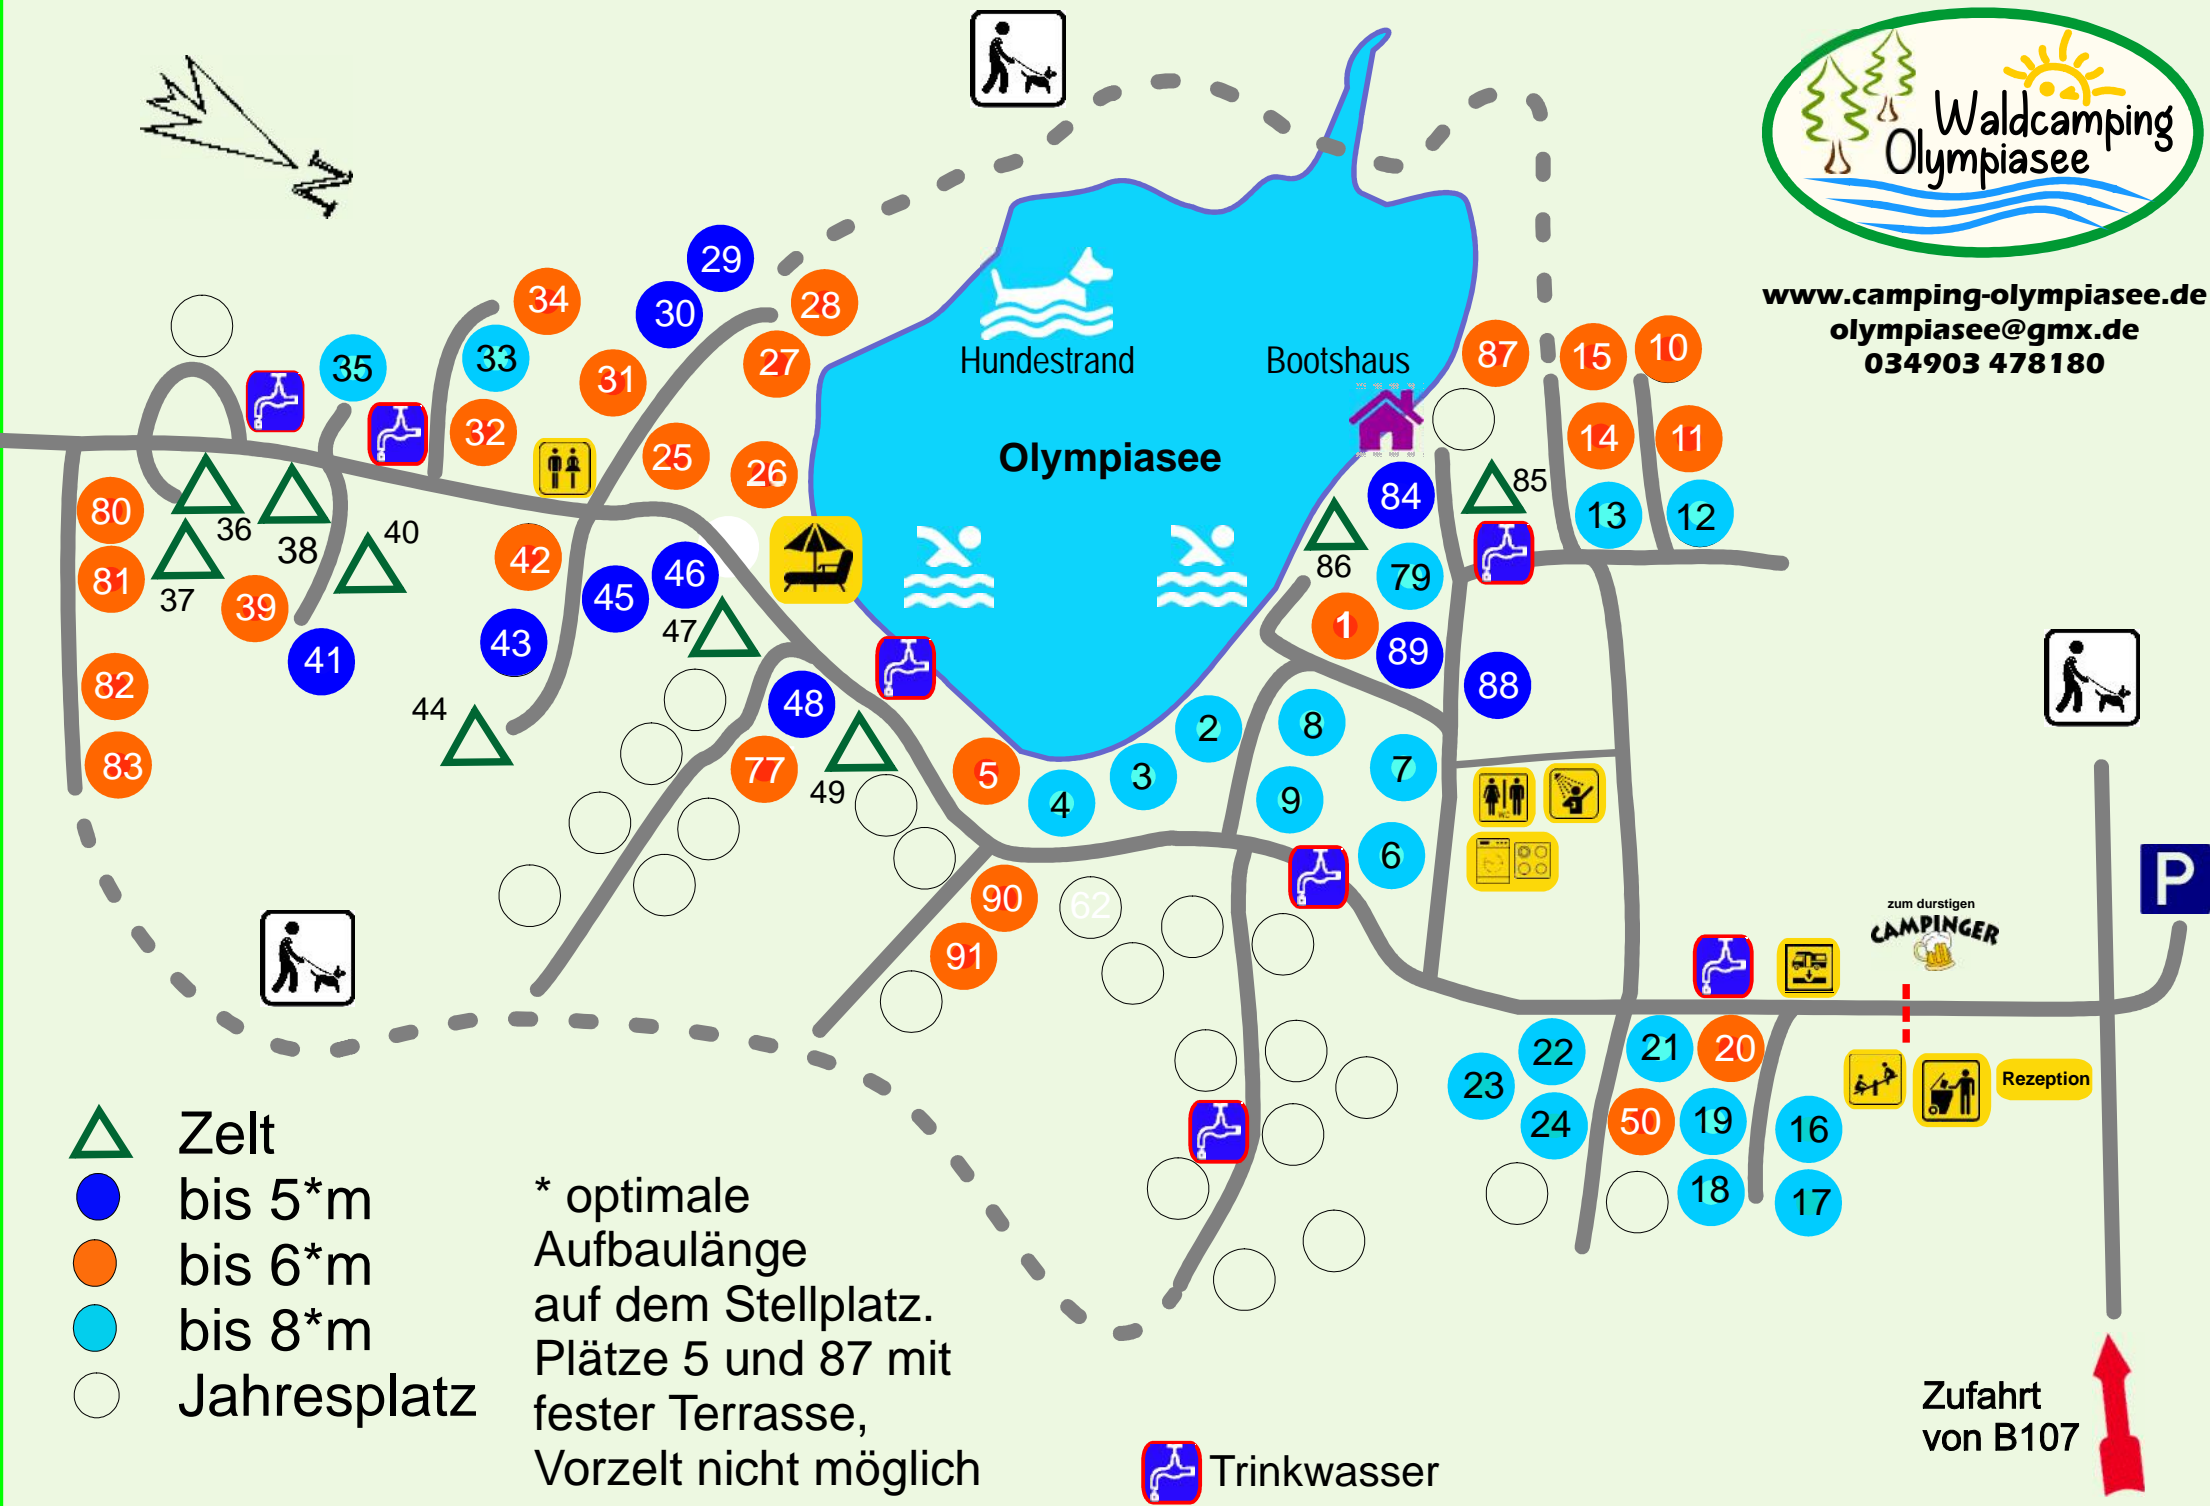 N
Waldcamping
Olympiasee
www.camping-olympiasee.de
olympiasee@gmx.de
034903 478180
29
30
28
34
33
35
27
31
32
25
26
Hundestrand
Bootshaus
Olympiasee
87
15
10
14
11
13
12
84
85
86
79
1
89
88
80
81
82
83
36
37
38
39
40
41
42
43
44
45
46
47
48
49
77
5
4
3
2
8
9
7
6
WC
90
91
62
P
zum durstigen
CAMPINGER
22
23
24
21
20
50
19
18
16
17
Rezeption
Zelt
bis 5*m
bis 6*m
bis 8*m
Jahresplatz
* optimale
Aufbaulänge
auf dem Stellplatz.
Plätze 5 und 87 mit
fester Terrasse,
Vorzelt nicht möglich
Trinkwasser
Zufahrt
von B107